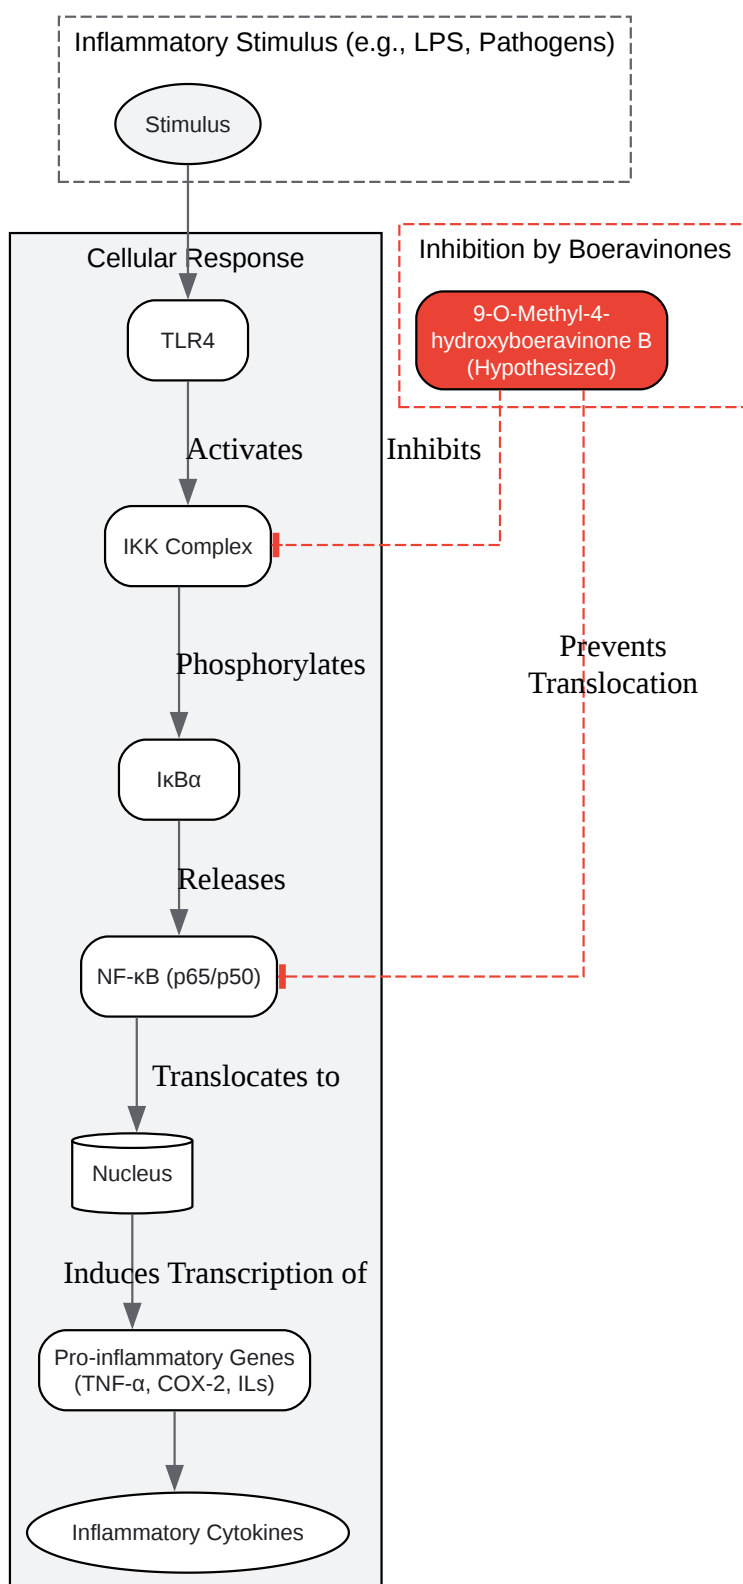 Inflammatory Stimulus (e.g., LPS, Pathogens)
Stimulus
Cellular Response
Inhibition by Boeravinones
TLR4
9-O-Methyl-4-
hydroxyboeravinone B
(Hypothesized)
Activates
Inhibits
IKK Complex
Phosphorylates
Prevents
Translocation
IκBα
Releases
NF-κB (p65/p50)
Translocates to
Nucleus
Induces Transcription of
Pro-inflammatory Genes
(TNF-α, COX-2, ILs)
Inflammatory Cytokines